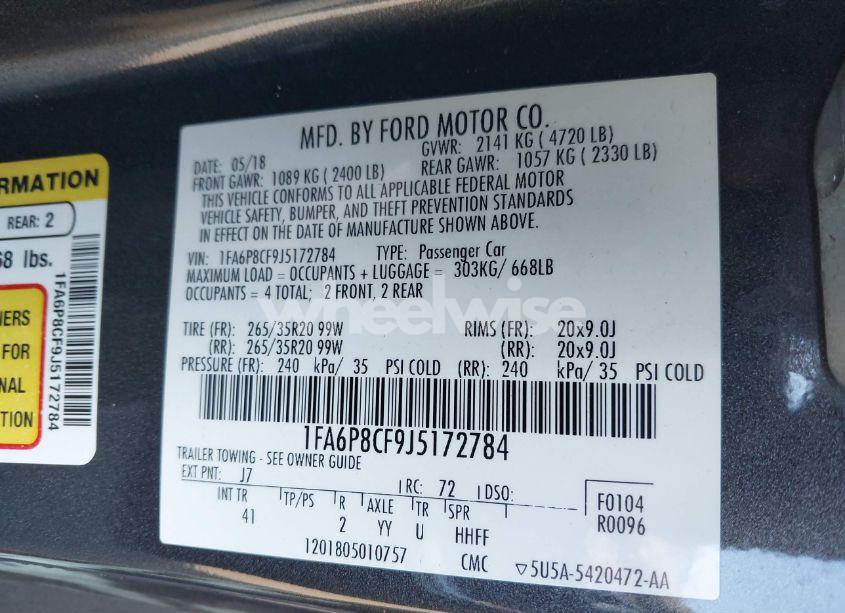 MFD. BY FORD MOTOR CO.
DATE: 05/18 GVWR: 2141 KG ( 4720 LB)
FRONT GAWR: 1089 KG ( 2400 LB) REAR GAWR: 1057 KG ( 2330 LB)
THIS VEHICLE CONFORMS TO ALL APPLICABLE FEDERAL MOTOR
VEHICLE SAFETY, BUMPER, AND THEFT PREVENTION STANDARDS
IN EFFECT ON THE DATE OF MANUFACTURE SHOWN ABOVE.
VIN: 1FA6P8CF9J5172784 TYPE: Passenger Car
MAXIMUM LOAD = OCCUPANTS + LUGGAGE = 303KG/ 668LB
OCCUPANTS = 4 TOTAL; 2 FRONT, 2 REAR
TIRE (FR): 265/35R20 99W RIMS (FR): 20x9.0J
(RR): 265/35R20 99W (RR): 20x9.0J
PRESSURE (FR): 240 kPa/ 35 PSI COLD (RR): 240 kPa/ 35 PSI COLD
1FA6P8CF9J5172784
TRAILER TOWING - SEE OWNER GUIDE
EXT PNT: J7 RC: 72 DSO:
INT TR TP/PS R AXLE TR SPR
41 2 YY U HHFF
F0104
R0096
1201805010757 CMC ▽5U5A-5420472-AA
ORMATION
REAR: 2
68 lbs.
NERS
FOR
NAL
TION
1FA6P8CF9J5172784
wheelwise